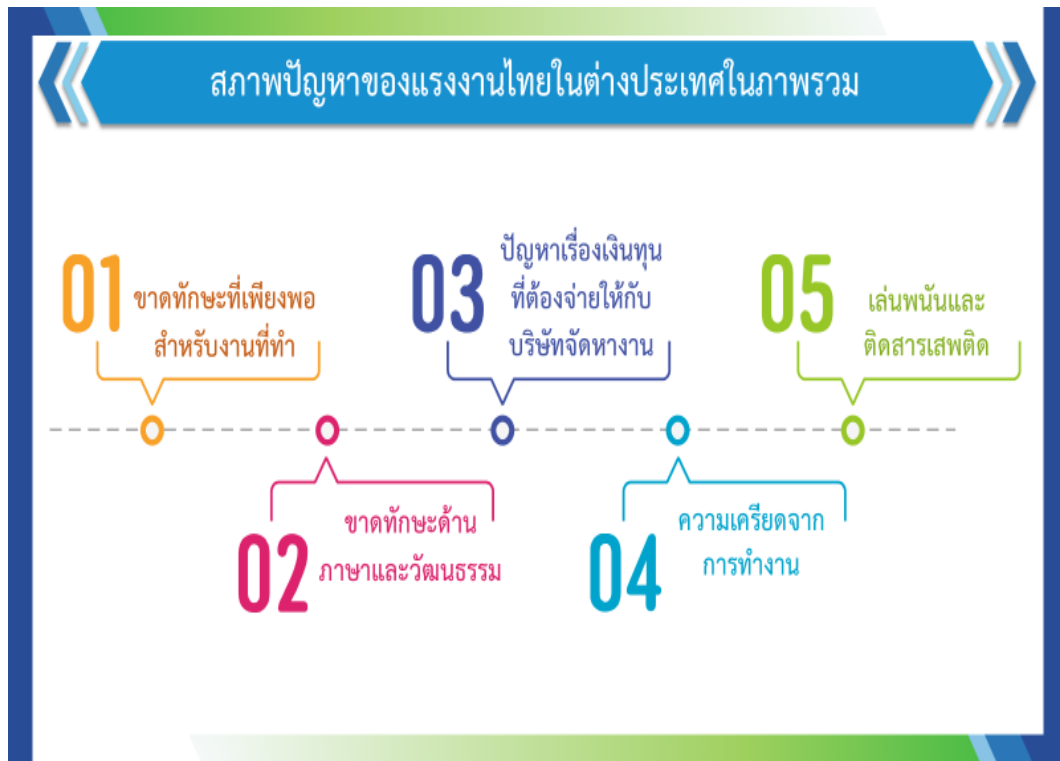 สภาพปัญหาของแรงงานไทยในต่างประเทศในภาพรวม
01
ขาดทักษะที่เพียงพอ
สำหรับงานที่ทำ
02
ขาดทักษะด้าน
ภาษาและวัฒนธรรม
03
ปัญหาเรื่องเงินทุน
ที่ต้องจ่ายให้กับ
บริษัทจัดหางาน
04
ความเครียดจาก
การทำงาน
05
เล่นพนันและ
ติดสารเสพติด